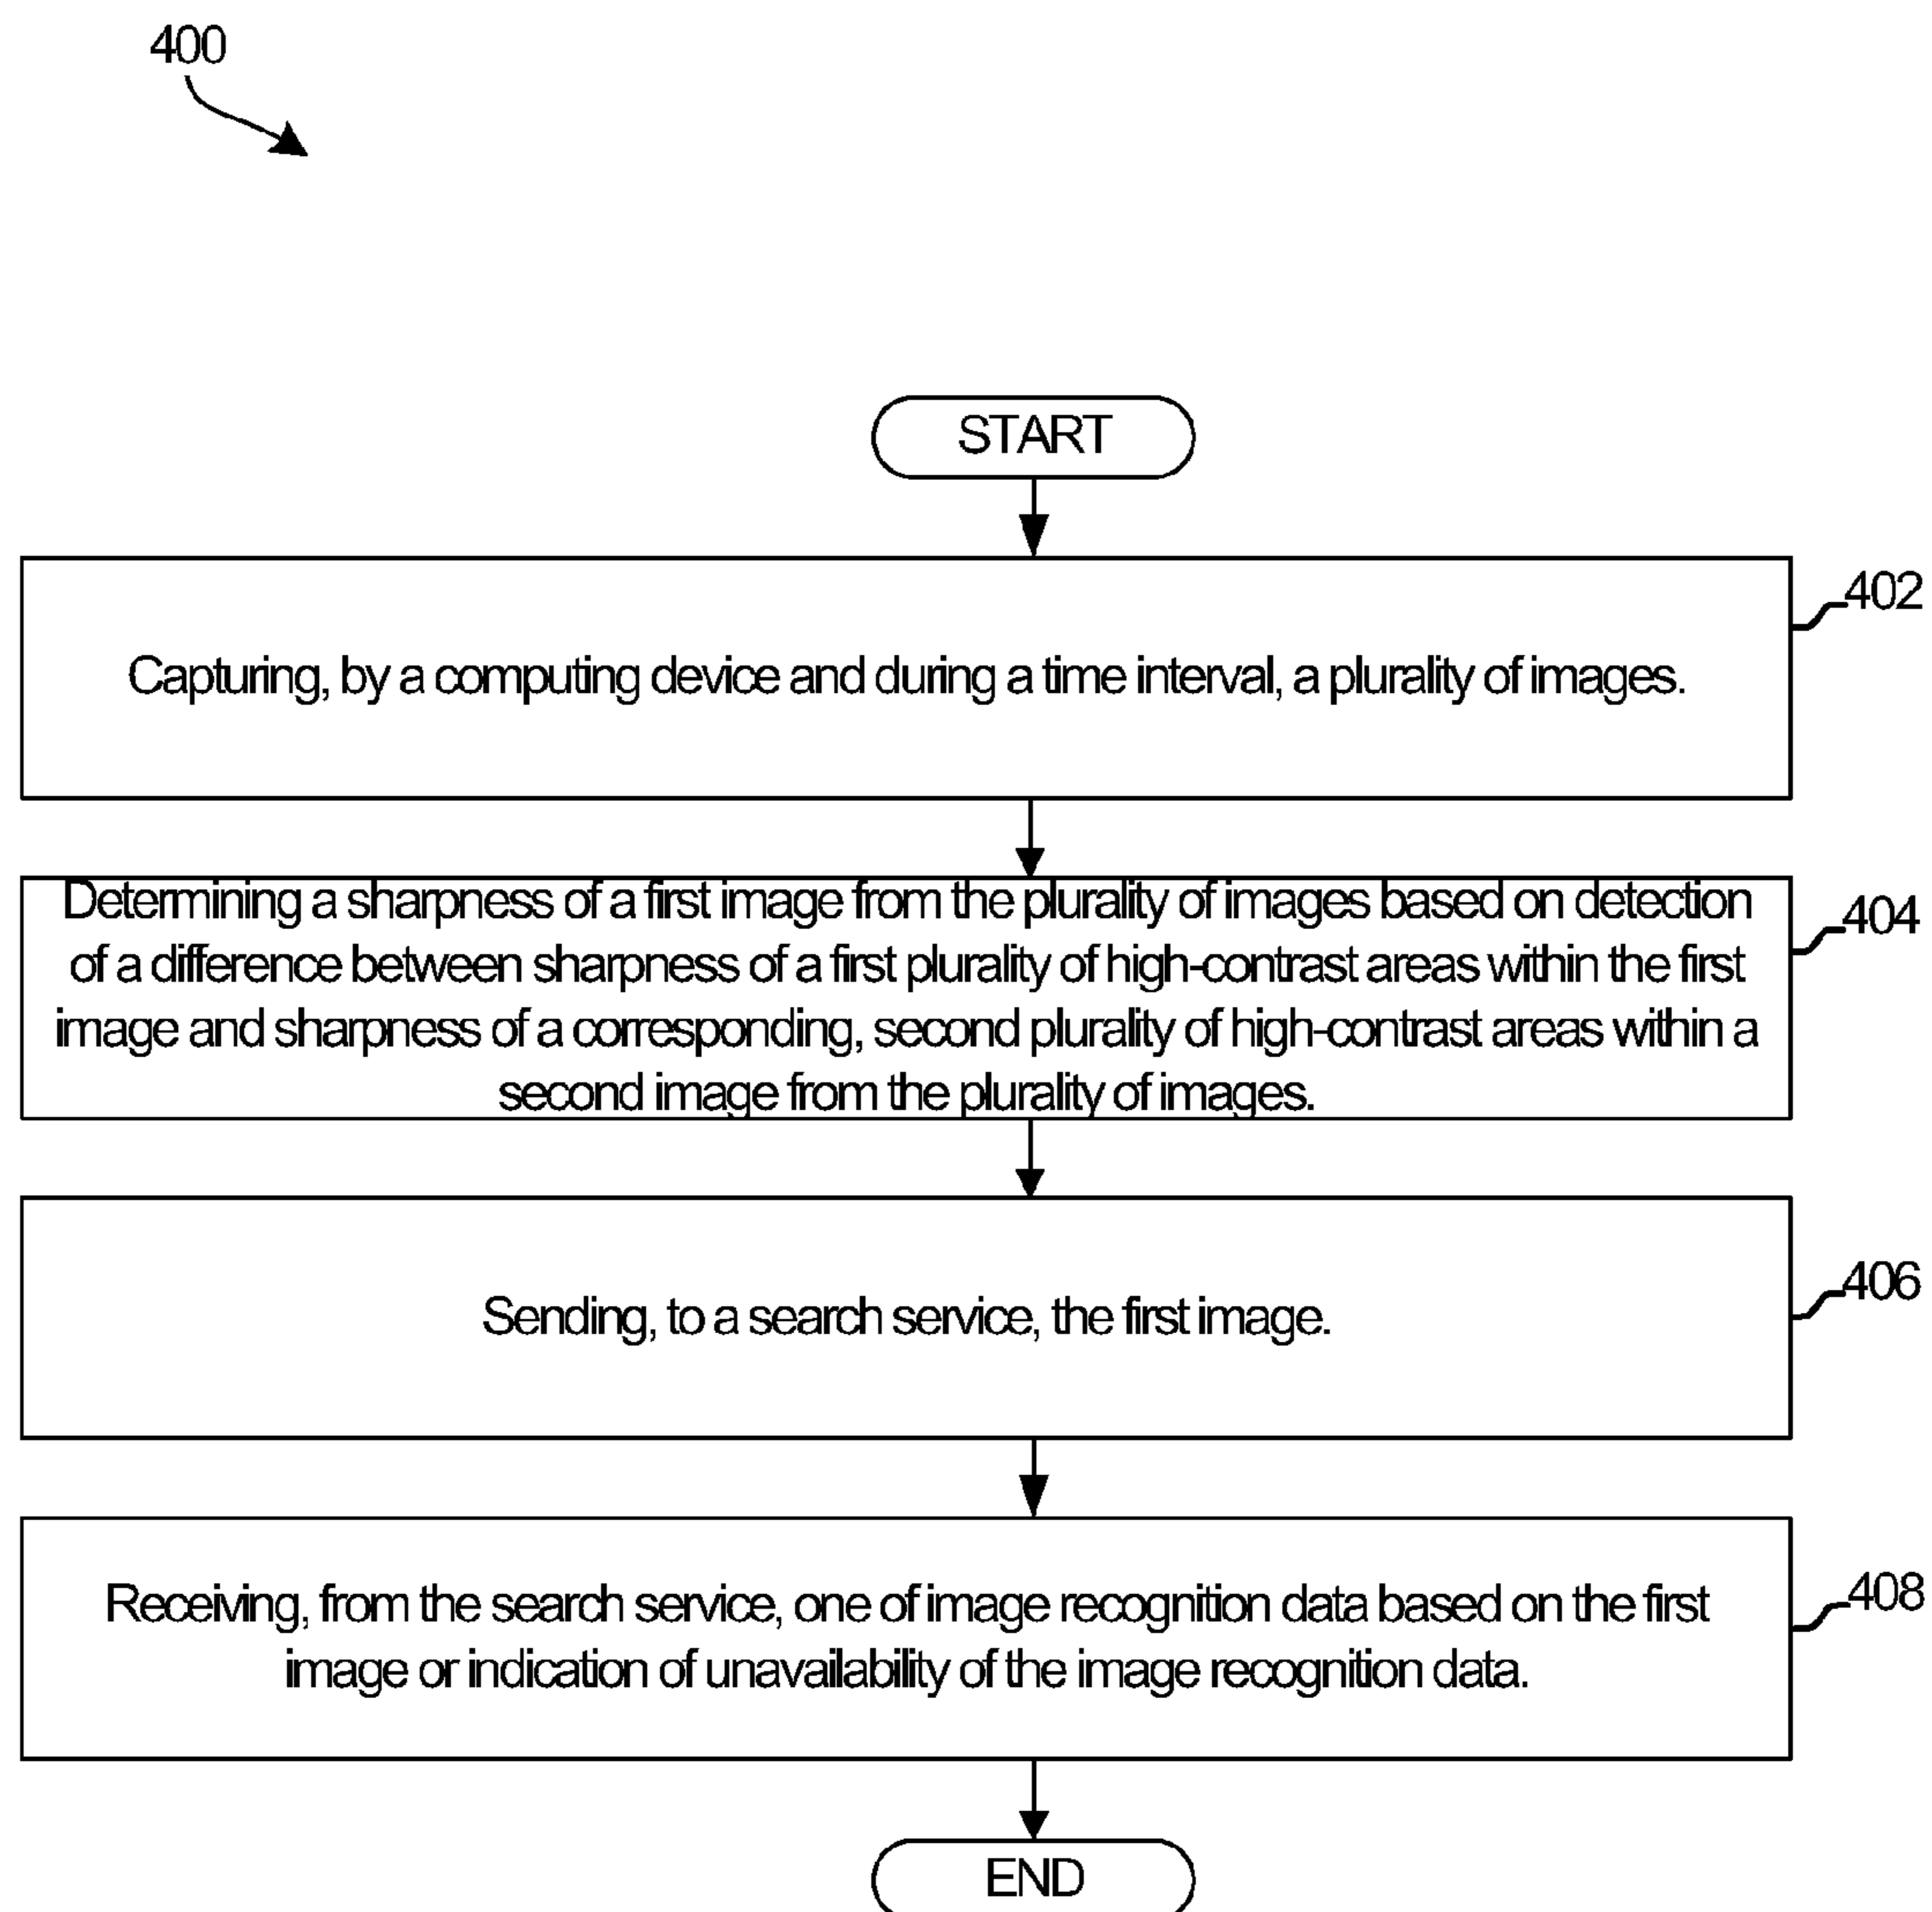 400
START
402
Capturing, by a computing device and during a time interval, a plurality of images.
404
Determining a sharpness of a first image from the plurality of images based on detection
of a difference between sharpness of a first plurality of high-contrast areas within the first
image and sharpness of a corresponding, second plurality of high-contrast areas within a
second image from the plurality of images.
406
Sending, to a search service, the first image.
408
Receiving, from the search service, one of image recognition data based on the first
image or indication of unavailability of the image recognition data.
END